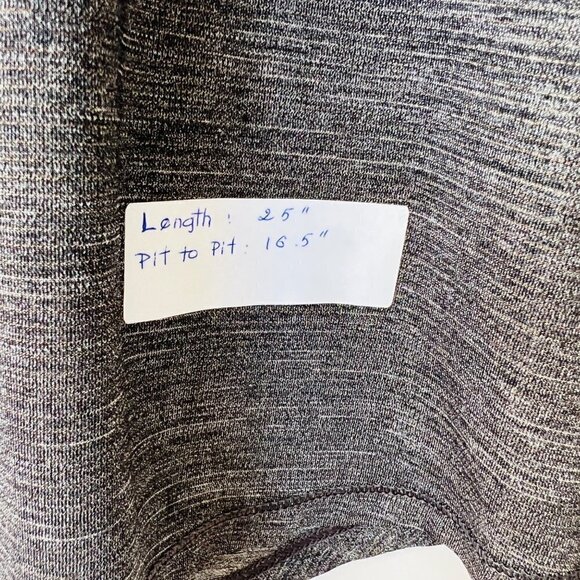 Length : 25"
Pit to Pit : 16.5"